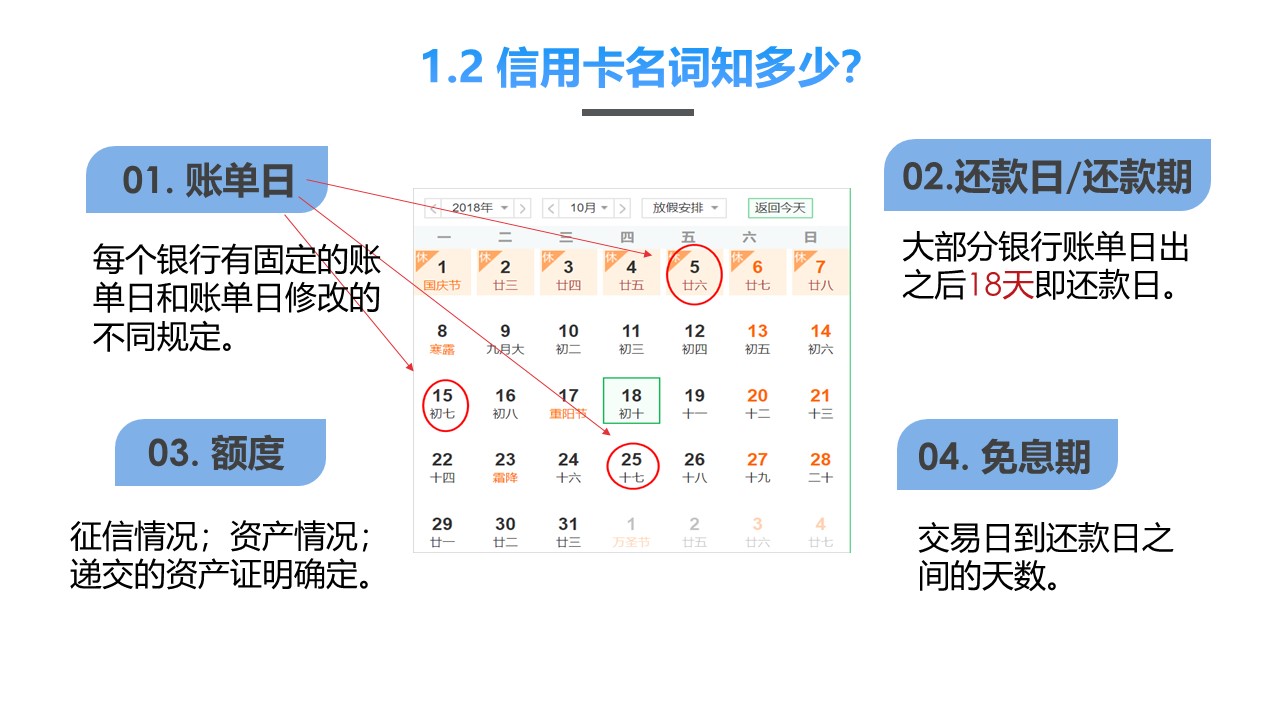 1.2 信用卡名词知多少?
01. 账单日
每个银行有固定的账
单日和账单日修改的
不同规定。
02.还款日/还款期
大部分银行账单日出
之后18天即还款日。
2018年 10月 放假安排 返回今天
一 二 三 四 五 六 日
休 休 休 休 休 休 休
1 2 3 4 5 6 7
国庆节 廿三 廿四 廿五 廿六 廿七 廿八
8 9 10 11 12 13 14
寒露 九月大 初二 初三 初四 初五 初六
15 16 17 18 19 20 21
初七 初八 重阳节 初十 十一 十二 十三
22 23 24 25 26 27 28
十四 霜降 十六 十七 十八 十九 二十
29 30 31 1 2 3 4
廿一 廿二 廿三 万圣节 廿五 廿六 廿七
03. 额度
征信情况；资产情况；
递交的资产证明确定。
04. 免息期
交易日到还款日之
间的天数。